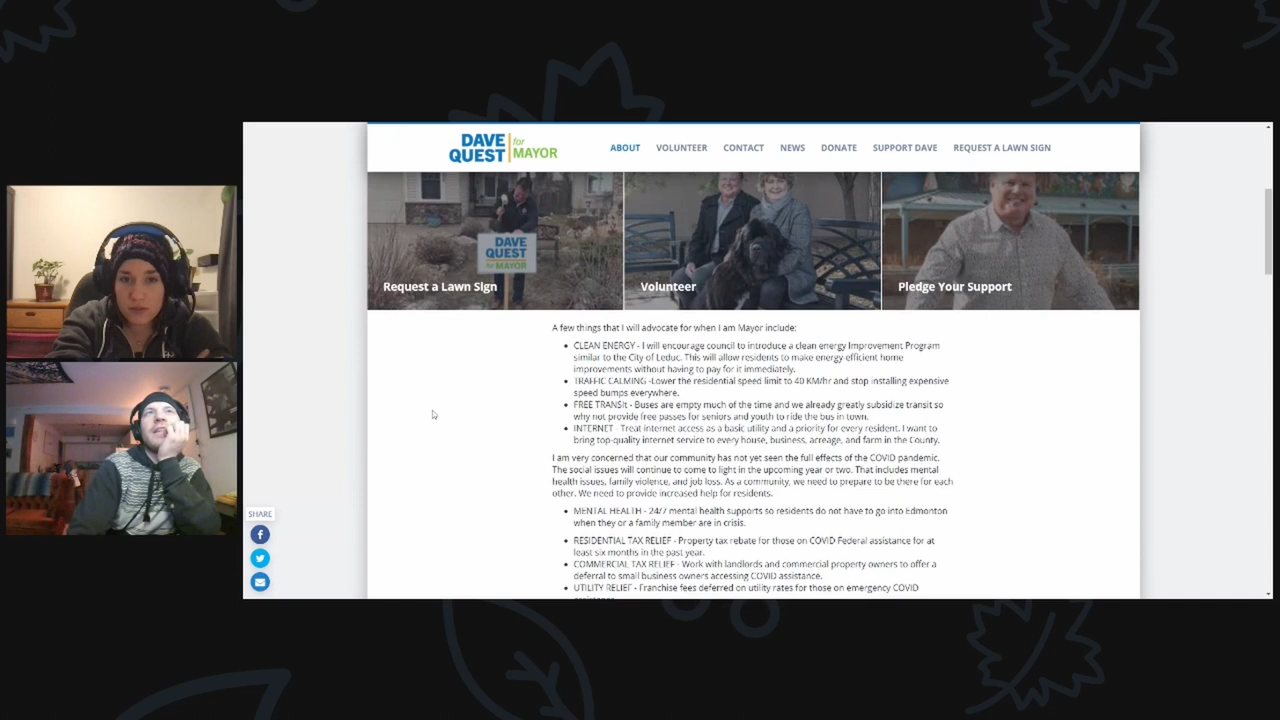 DAVE
QUEST
for
MAYOR
ABOUT VOLUNTEER CONTACT NEWS DONATE SUPPORT DAVE REQUEST A LAWN SIGN
DAVE
QUEST
for MAYOR
Request a Lawn Sign
Volunteer
Pledge Your Support
A few things that I will advocate for when I am Mayor include:
CLEAN ENERGY - I will encourage council to introduce a clean energy Improvement Program
similar to the City of Leduc. This will allow residents to make energy-efficient home
improvements without having to pay for it immediately.
TRAFFIC CALMING -Lower the residential speed limit to 40 KM/hr and stop installing expensive
speed bumps everywhere.
FREE TRANSIt - Buses are empty much of the time and we already greatly subsidize transit so
why not provide free passes for seniors and youth to ride the bus in town.
INTERNET - Treat internet access as a basic utility and a priority for every resident. I want to
bring top-quality internet service to every house, business, acreage, and farm in the County.
I am very concerned that our community has not yet seen the full effects of the COVID pandemic.
The social issues will continue to come to light in the upcoming year or two. That includes mental
health issues, family violence, and job loss. As a community, we need to prepare to be there for each
other. We need to provide increased help for residents.
MENTAL HEALTH - 24/7 mental health supports so residents do not have to go into Edmonton
when they or a family member are in crisis.
RESIDENTIAL TAX RELIEF - Property tax rebate for those on COVID Federal assistance for at
least six months in the past year.
COMMERCIAL TAX RELIEF - Work with landlords and commercial property owners to offer a
deferral to small business owners accessing COVID assistance.
UTILITY RELIEF - Franchise fees deferred on utility rates for those on emergency COVID
SHARE